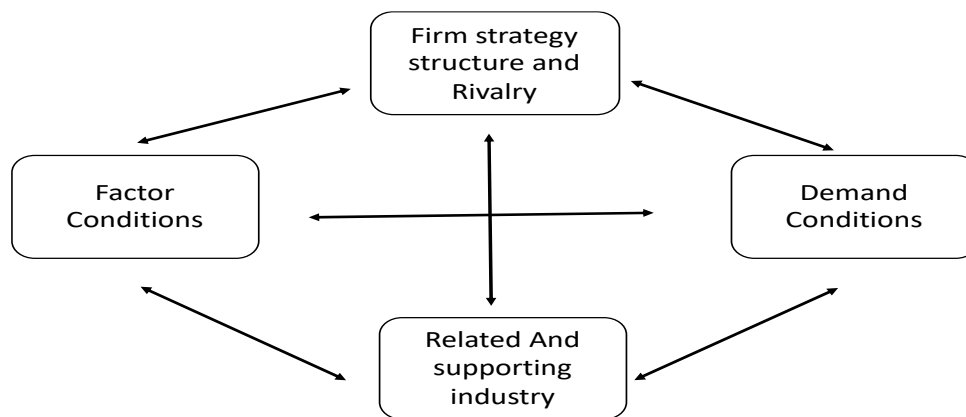 Firm strategy
structure and
Rivalry
Factor
Conditions
Demand
Conditions
Related And
supporting
industry